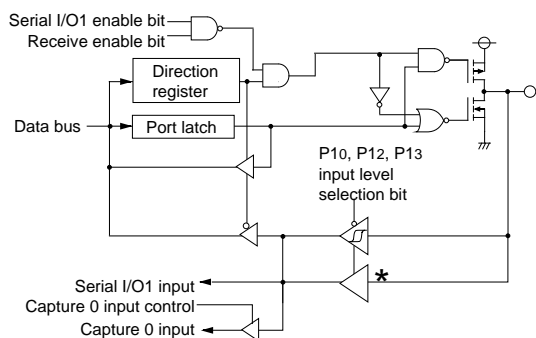 Serial I/O1 enable bit
Receive enable bit
Direction
register
Data bus
Port latch
P10, P12, P13
input level
selection bit
*
Serial I/O1 input
Capture 0 input control
Capture 0 input